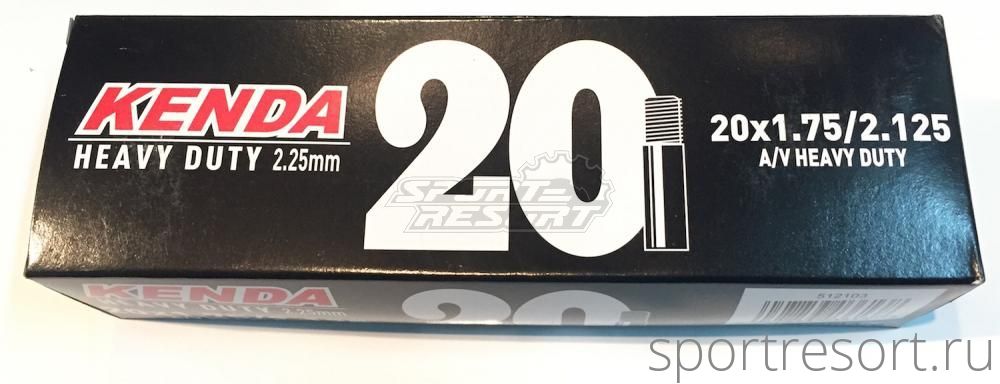 KENDA
HEAVY DUTY 2.25mm
20
20x1.75/2.125
A/V HEAVY DUTY
SPORT
RESORT
KENDA
HEAVY DUTY 2.25mm
20
512103
sportresort.ru